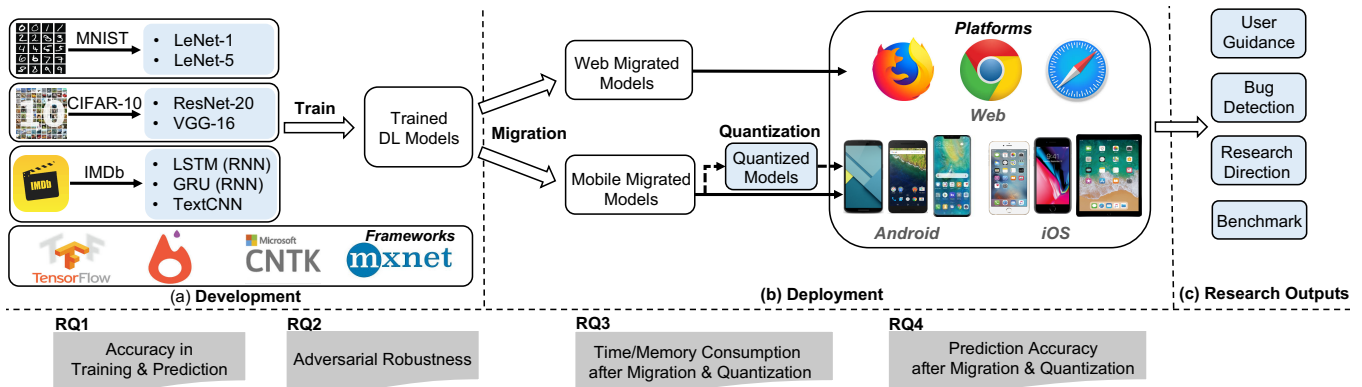 MNIST
• LeNet-1
• LeNet-5
CIFAR-10
10
• ResNet-20
• VGG-16
IMDb
IMDb
• LSTM (RNN)
• GRU (RNN)
• TextCNN
Frameworks
TensorFlow
Microsoft
CNTK
mxnet
(a) Development
Train
Trained
DL Models
Migration
Web Migrated
Models
Mobile Migrated
Models
Quantization
Quantized
Models
Platforms
Web
Android
iOS
(b) Deployment
User
Guidance
Bug
Detection
Research
Direction
Benchmark
(c) Research Outputs
RQ1
Accuracy in
Training & Prediction
RQ2
Adversarial Robustness
RQ3
Time/Memory Consumption
after Migration & Quantization
RQ4
Prediction Accuracy
after Migration & Quantization